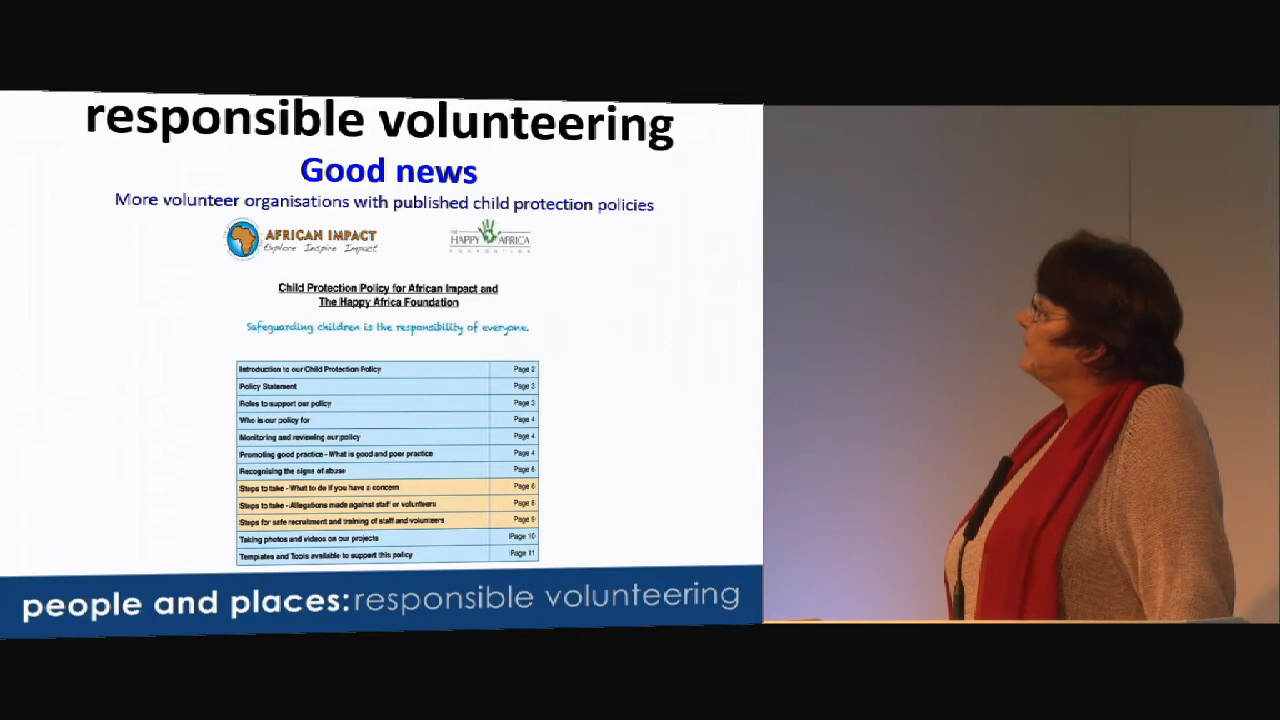 responsible volunteering
Good news
More volunteer organisations with published child protection policies
AFRICAN IMPACT
Explore Inspire Impact
THE
HAPPY AFRICA
FOUNDATION
Child Protection Policy for African Impact and
The Happy Africa Foundation
Safeguarding children is the responsibility of everyone.
Introduction to our Child Protection Policy Page 2
Policy Statement Page 3
Roles to support our policy Page 3
Who is our policy for Page 4
Monitoring and reviewing our policy Page 4
Promoting good practice - What is good and poor practice Page 4
Recognising the signs of abuse Page 6
Steps to take - What to do if you have a concern Page 6
Steps to take - Allegations made against staff or volunteers Page 8
Steps for safe recruitment and training of staff and volunteers Page 9
Taking photos and videos on our projects Page 10
Templates and Tools available to support this policy Page 11
people and places: responsible volunteering